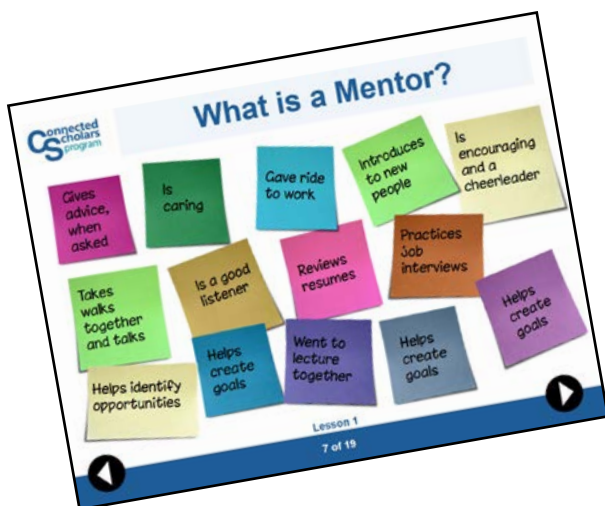 Connected
Scholars
program
What is a Mentor?
Gives
advice,
when
asked
Is
caring
Gave ride
to work
Introduces
to new
people
Is
encouraging
and a
cheerleader
Takes
walks
together
and talks
Is a good
listener
Reviews
resumes
Practices
job
interviews
Helps
create
goals
Helps identify
opportunities
Helps
create
goals
Went to
lecture
together
Helps
create
goals
Lesson 1
7 of 19